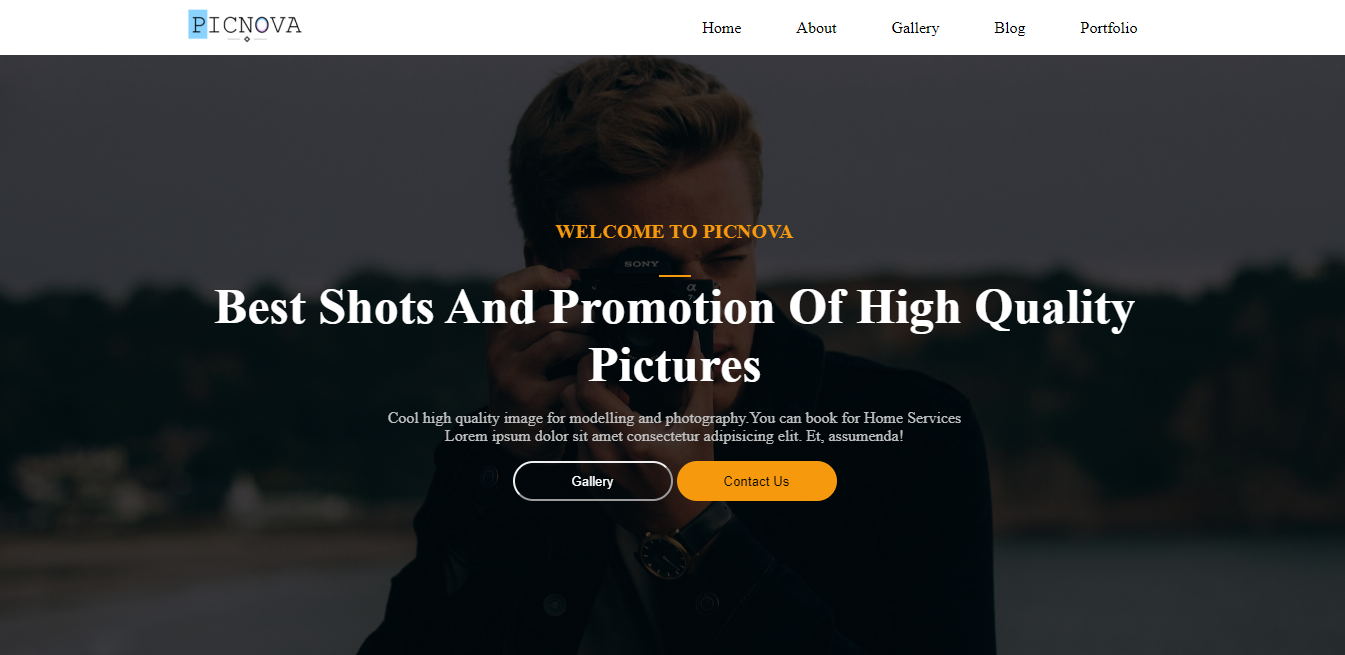 PICNOVA
Home About Gallery Blog Portfolio
WELCOME TO PICNOVA
SONY
α
Best Shots And Promotion Of High Quality
Pictures
Cool high quality image for modelling and photography.You can book for Home Services
Lorem ipsum dolor sit amet consectetur adipisicing elit. Et, assumenda!
Gallery Contact Us